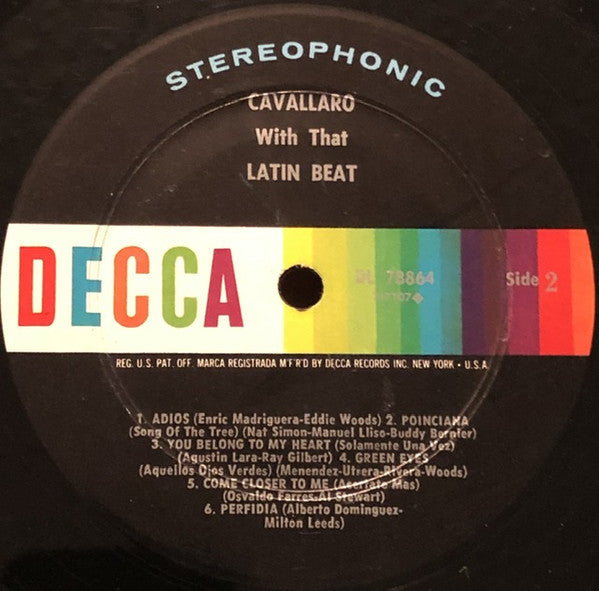 STEREOPHONIC
CAVALLARO
With That
LATIN BEAT
DECCA
DL 78864
Side 2
REG. U.S. PAT. OFF. MARCA REGISTRADA M'F'R'D BY DECCA RECORDS INC. NEW YORK • U.S.A.
1. ADIOS (Enric Madriguera-Eddie Woods) 2. POINCIANA
(Song Of The Tree) (Nat Simon-Manuel Lliso-Buddy Bernier)
3. YOU BELONG TO MY HEART (Solamente Una Vez)
(Agustin Lara-Ray Gilbert) 4. GREEN EYES
(Aquellos Ojos Verdes) (Menendez-Utrera-Rivera-Woods)
5. COME CLOSER TO ME (Acercate Mas)
(Osvaldo Farres-Al Stewart)
6. PERFIDIA (Alberto Dominguez-
Milton Leeds)